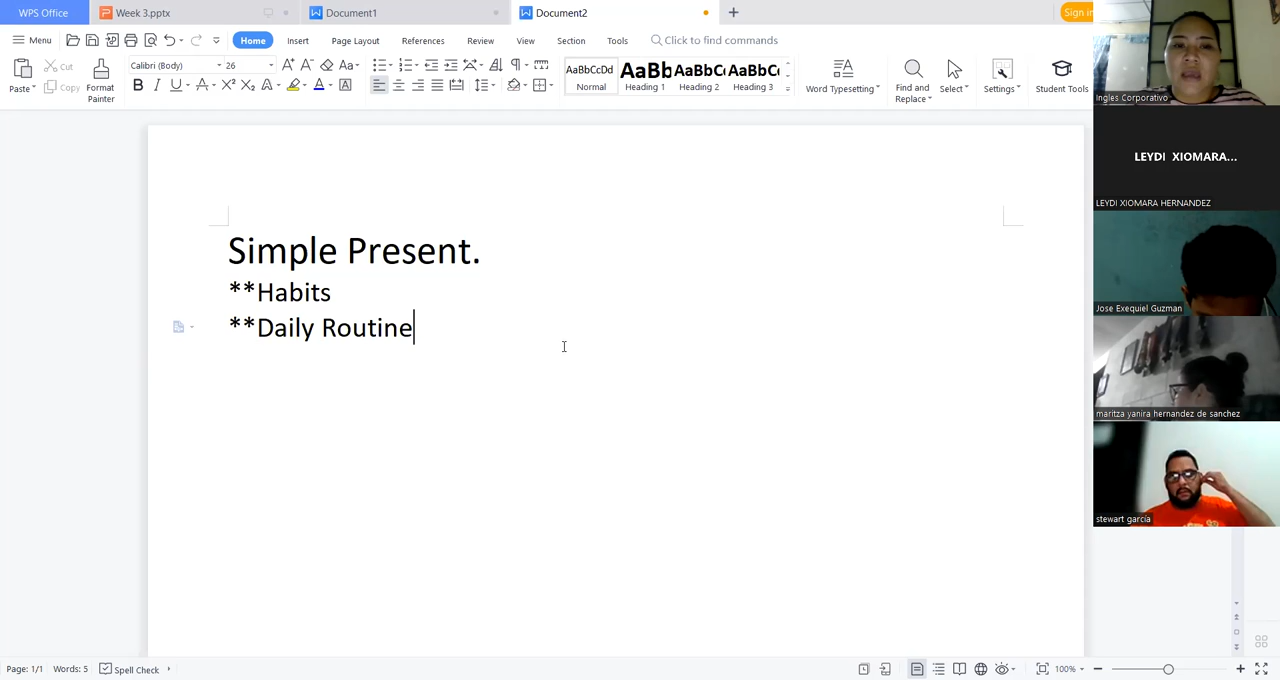 WPS Office
Week 3.pptx
Document1
Document2
Sign in
Menu
Home
Insert
Page Layout
References
Review
View
Section
Tools
Click to find commands
Paste
Cut
Copy
Format
Painter
Calibri (Body)
26
AaBbCcDd
Normal
AaBb
Heading 1
AaBbCc
Heading 2
AaBbCc
Heading 3
Word Typesetting
Find and
Replace
Select
Settings
Student Tools
Simple Present.
**Habits
**Daily Routine
Ingles Corporativo
LEYDI XIOMARA...
LEYDI XIOMARA HERNANDEZ
Jose Exequiel Guzman
maritza yanira hernandez de sanchez
stewart garcia
Page: 1/1
Words: 5
Spell Check
100%